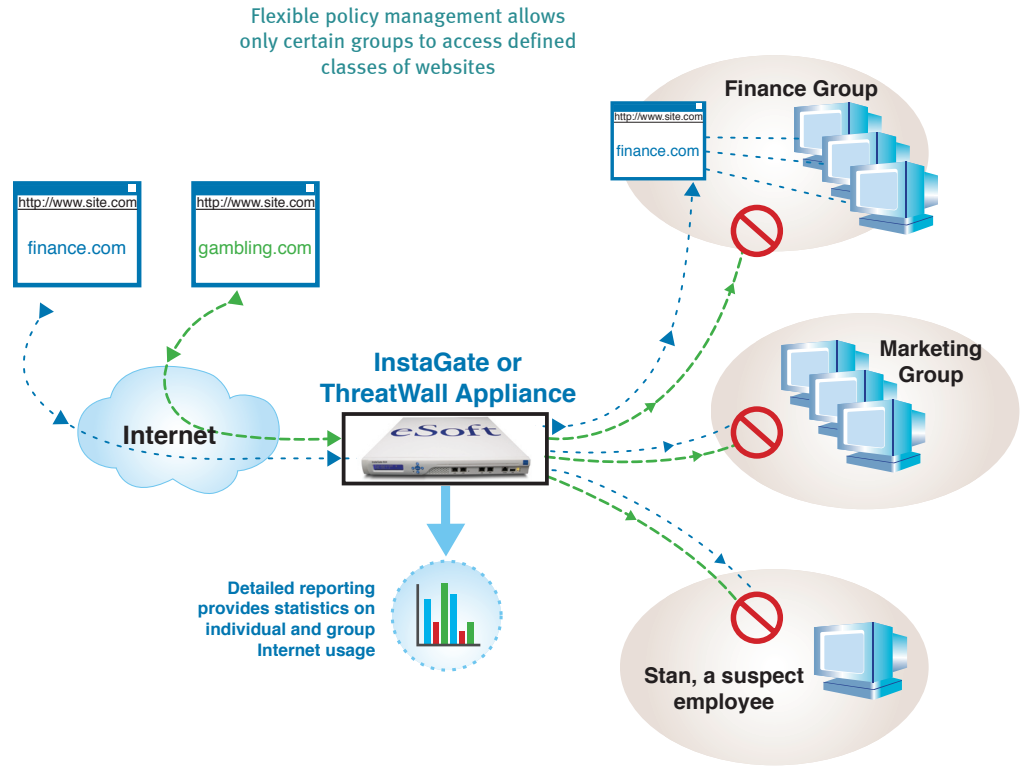 Flexible policy management allows
only certain groups to access defined
classes of websites
Finance Group
http://www.site.com
finance.com
http://www.site.com
finance.com
http://www.site.com
gambling.com
InstaGate or
ThreatWall Appliance
Marketing
Group
Internet
eSoft
Detailed reporting
provides statistics on
individual and group
Internet usage
Stan, a suspect
employee